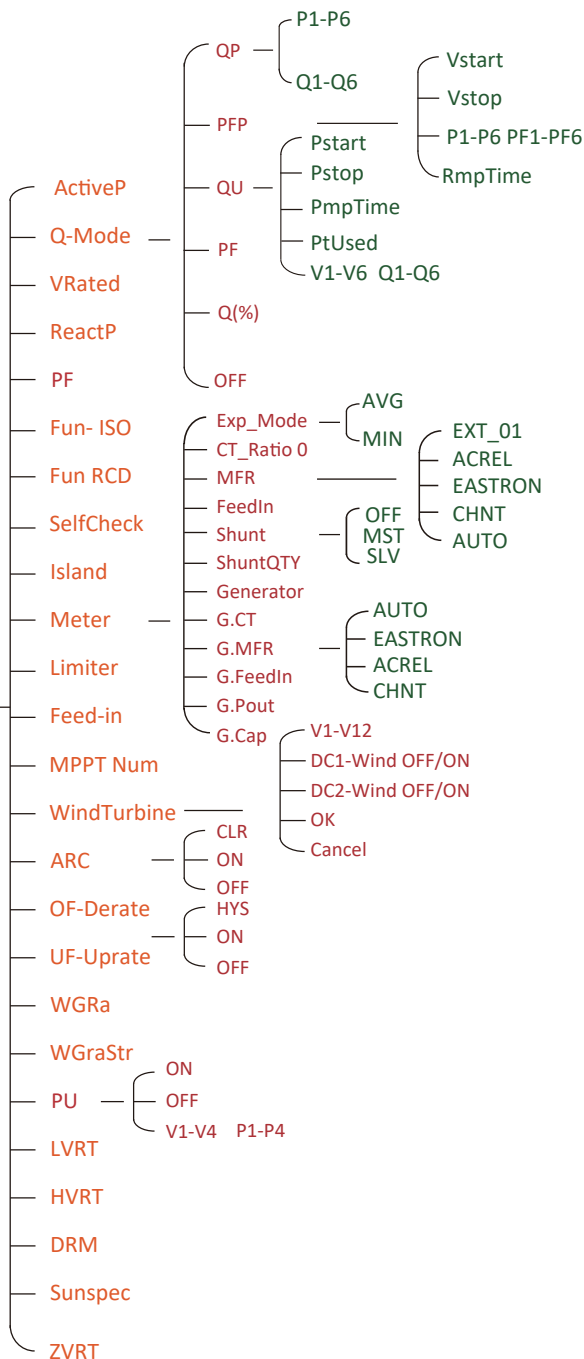 ActiveP
Q-Mode
QP
P1-P6
Q1-Q6
PFP
Vstart
Vstop
P1-P6 PF1-PF6
RmpTime
QU
Pstart
Pstop
PmpTime
PtUsed
V1-V6 Q1-Q6
PF
Q(%)
OFF
VRated
ReactP
PF
Fun- ISO
Fun RCD
SelfCheck
Island
Meter
Exp_Mode
AVG
MIN
CT_Ratio 0
MFR
EXT_01
ACREL
EASTRON
CHNT
AUTO
FeedIn
Shunt
OFF
MST
SLV
ShuntQTY
Generator
G.CT
G.MFR
AUTO
EASTRON
ACREL
CHNT
G.FeedIn
G.Pout
G.Cap
Limiter
Feed-in
MPPT Num
WindTurbine
V1-V12
DC1-Wind OFF/ON
DC2-Wind OFF/ON
OK
Cancel
ARC
CLR
ON
OFF
OF-Derate
UF-Uprate
HYS
ON
OFF
WGRa
WGraStr
PU
ON
OFF
V1-V4 P1-P4
LVRT
HVRT
DRM
Sunspec
ZVRT